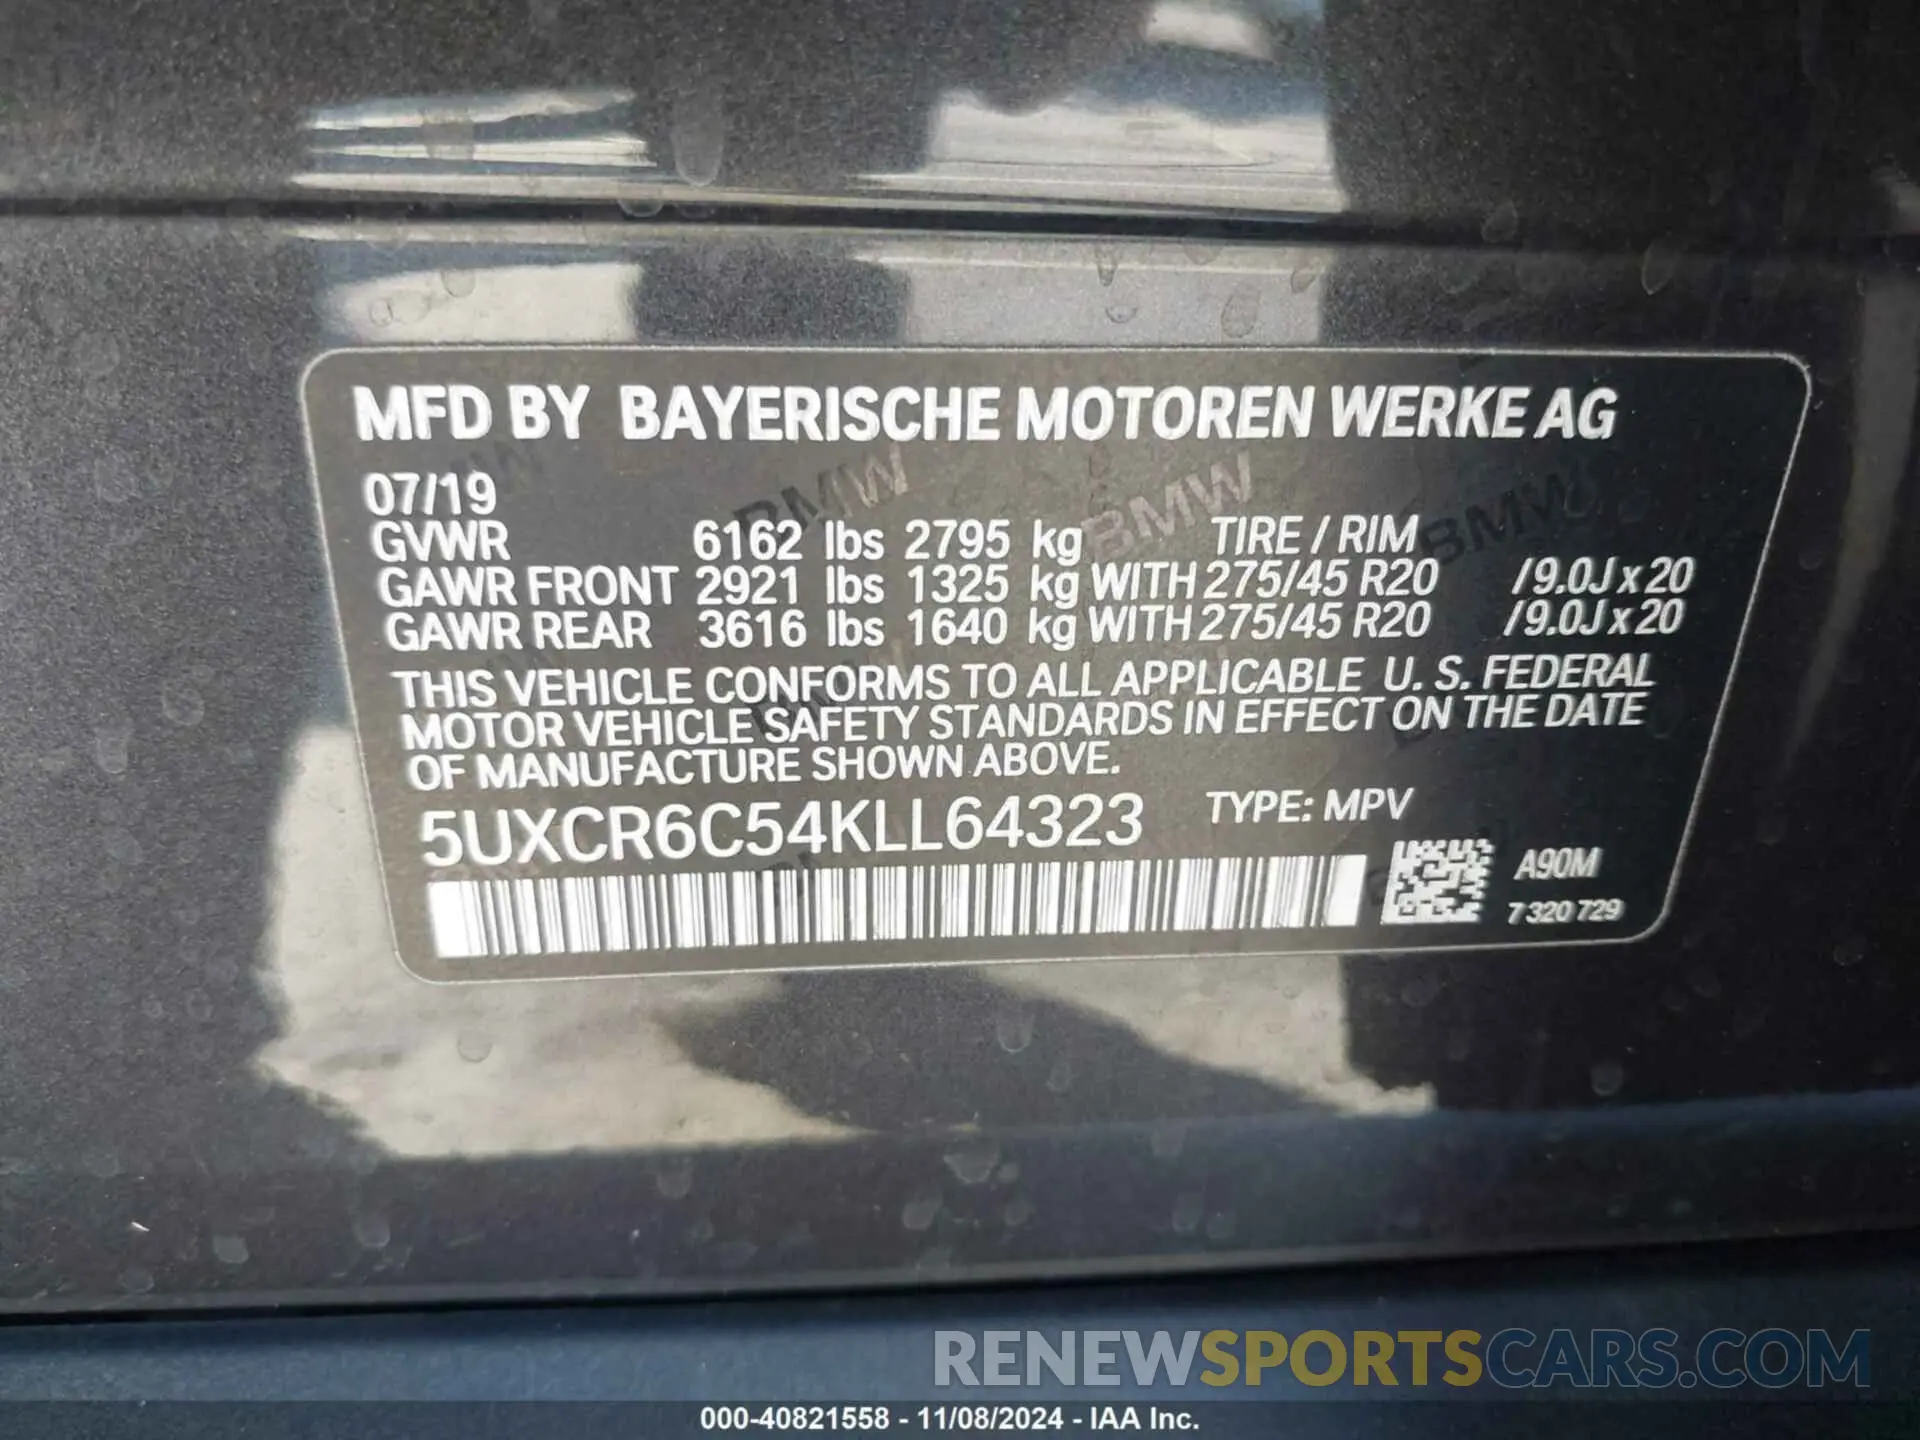 MFD BY BAYERISCHE MOTOREN WERKE AG
07/19
GVWR 6162 lbs 2795 kg TIRE / RIM
GAWR FRONT 2921 lbs 1325 kg WITH 275/45 R20 /9.0J x 20
GAWR REAR 3616 lbs 1640 kg WITH 275/45 R20 /9.0J x 20
THIS VEHICLE CONFORMS TO ALL APPLICABLE U. S. FEDERAL
MOTOR VEHICLE SAFETY STANDARDS IN EFFECT ON THE DATE
OF MANUFACTURE SHOWN ABOVE.
5UXCR6C54KLL64323 TYPE: MPV
A90M
7 320 729
RENEWSPORTSCARS.COM
000-40821558 - 11/08/2024 - IAA Inc.